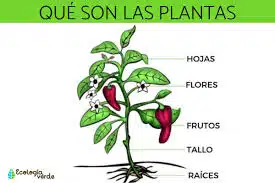 QUÉ SON LAS PLANTAS
HOJAS
FLORES
FRUTOS
TALLO
RAÍCES
Ecología
verde